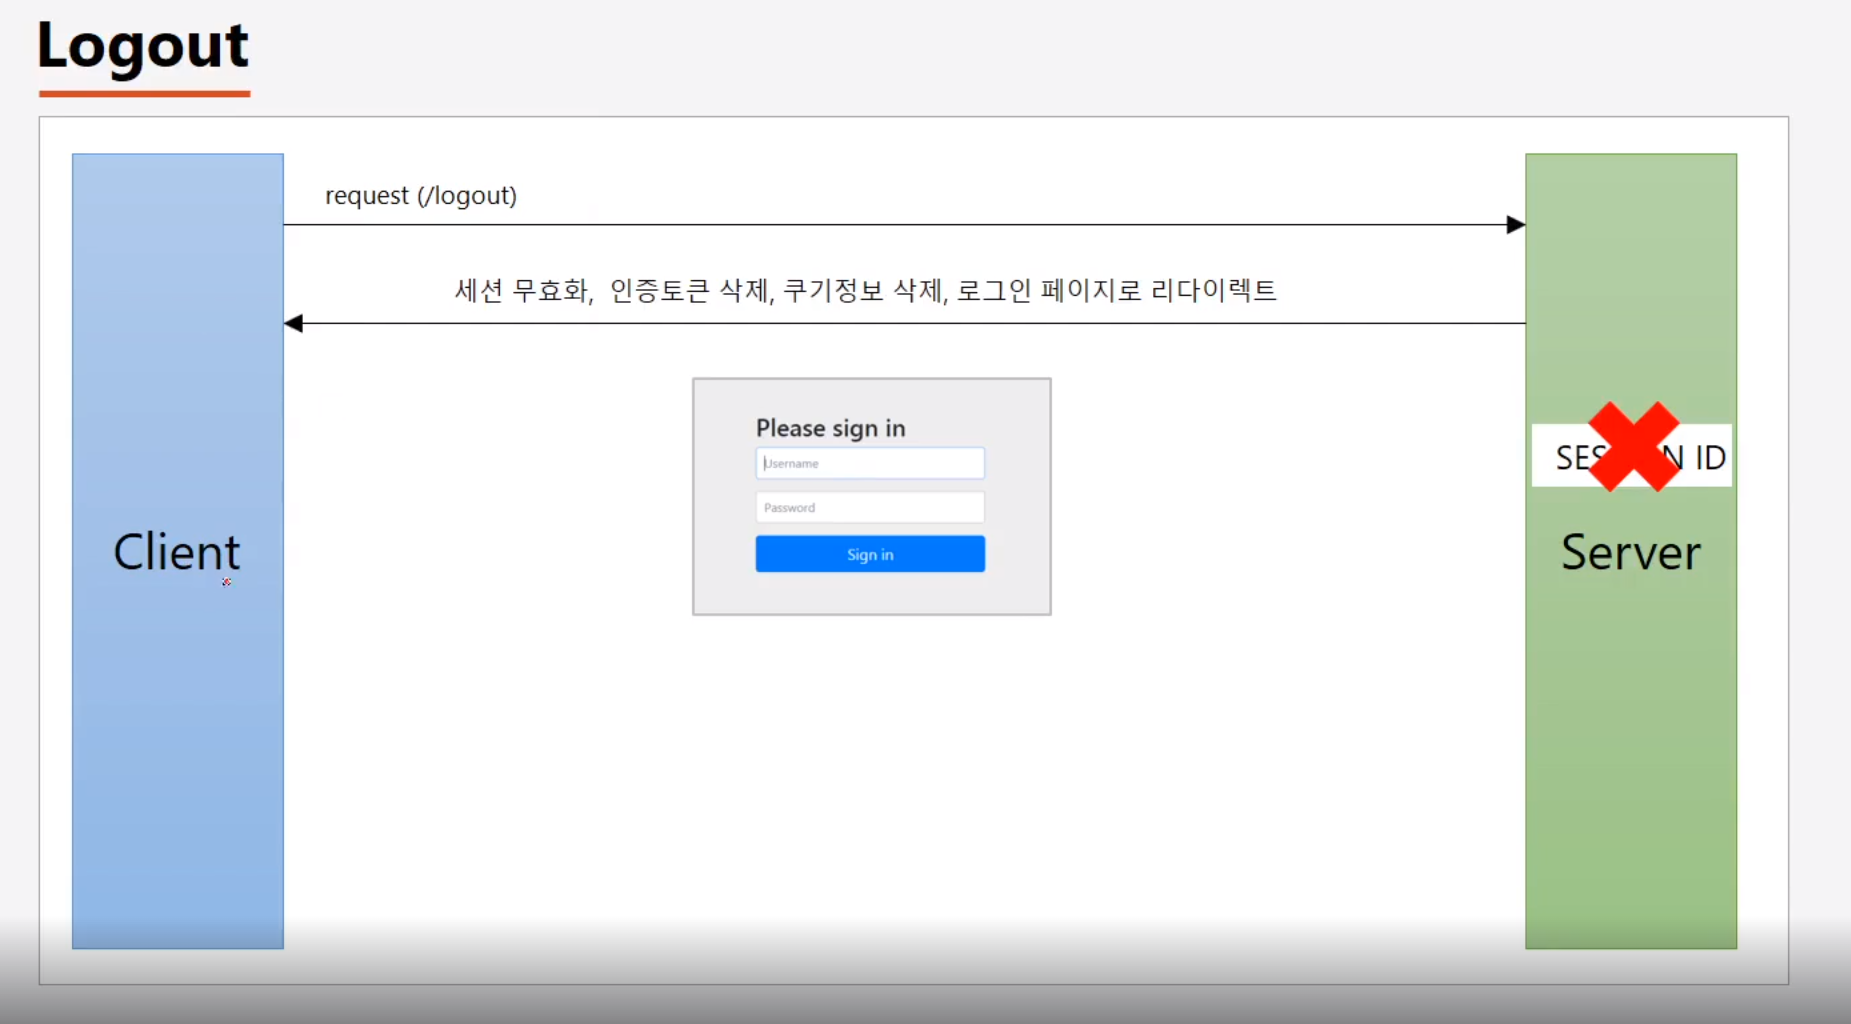 Logout
request (/logout)
세션 무효화, 인증토큰 삭제, 쿠기정보 삭제, 로그인 페이지로 리다이렉트
Please sign in
Username
Password
Sign in
ID
Client
Server